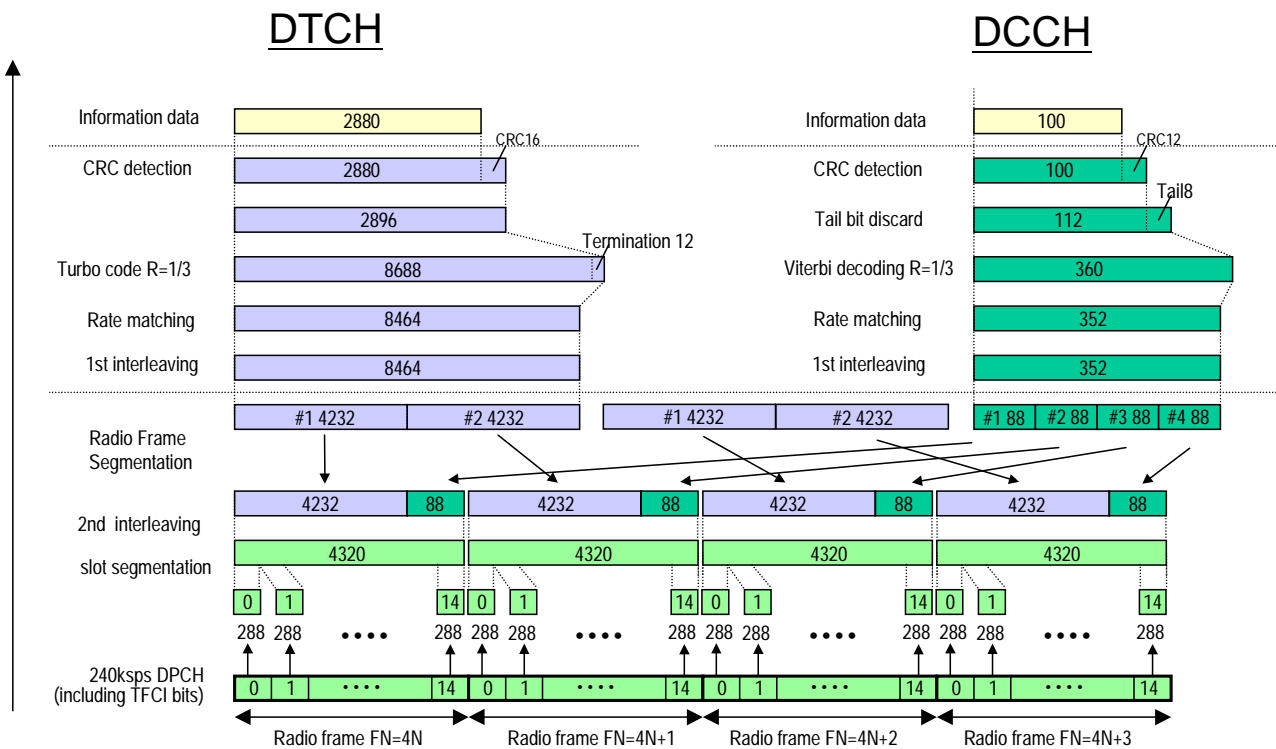 DTCH DCCH
Information data 2880 Information data 100
CRC16 CRC12
CRC detection 2880 CRC detection 100
Tail8
2896 Tail bit discard 112
Termination 12
Turbo code R=1/3 8688 Viterbi decoding R=1/3 360
Rate matching 8464 Rate matching 352
1st interleaving 8464 1st interleaving 352
#1 4232 #2 4232 #1 4232 #2 4232 #1 88 #2 88 #3 88 #4 88
Radio Frame
Segmentation
4232 88 4232 88 4232 88 4232 88
2nd interleaving
4320 4320 4320 4320
slot segmentation
0 1 14 0 1 14 0 1 14 0 1 14
288 288 •••• 288 288 288 •••• 288 288 288 •••• 288 288 288 •••• 288
240ksps DPCH
(including TFCI bits)
0 1 •••• 14 0 1 •••• 14 0 1 •••• 14 0 1 •••• 14
Radio frame FN=4N Radio frame FN=4N+1 Radio frame FN=4N+2 Radio frame FN=4N+3